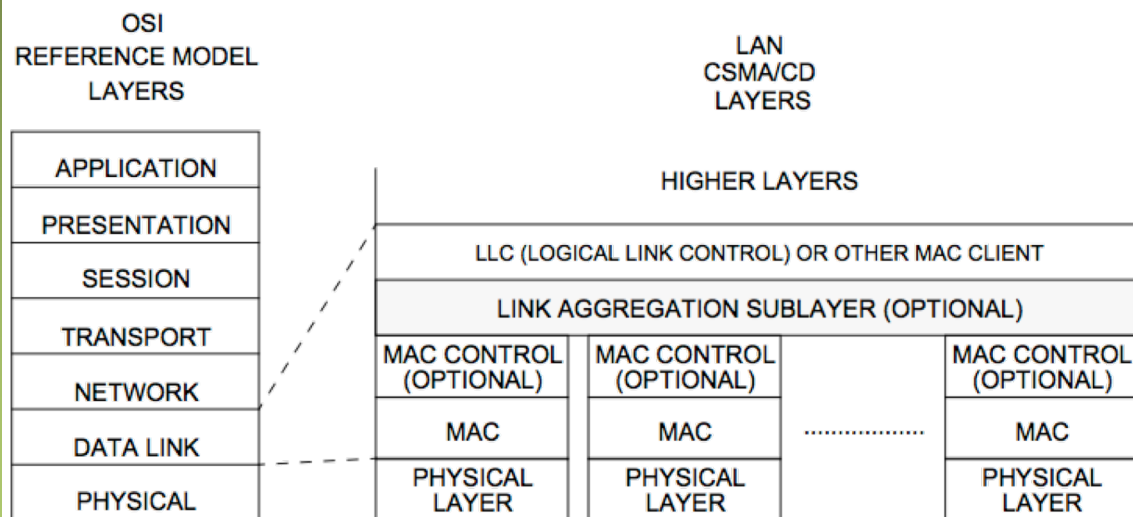 OSI
REFERENCE MODEL
LAYERS
APPLICATION
PRESENTATION
SESSION
TRANSPORT
NETWORK
DATA LINK
PHYSICAL
LAN
CSMA/CD
LAYERS
HIGHER LAYERS
LLC (LOGICAL LINK CONTROL) OR OTHER MAC CLIENT
LINK AGGREGATION SUBLAYER (OPTIONAL)
MAC CONTROL
(OPTIONAL)
MAC
PHYSICAL
LAYER
MAC CONTROL
(OPTIONAL)
MAC
PHYSICAL
LAYER
..................
MAC CONTROL
(OPTIONAL)
MAC
PHYSICAL
LAYER